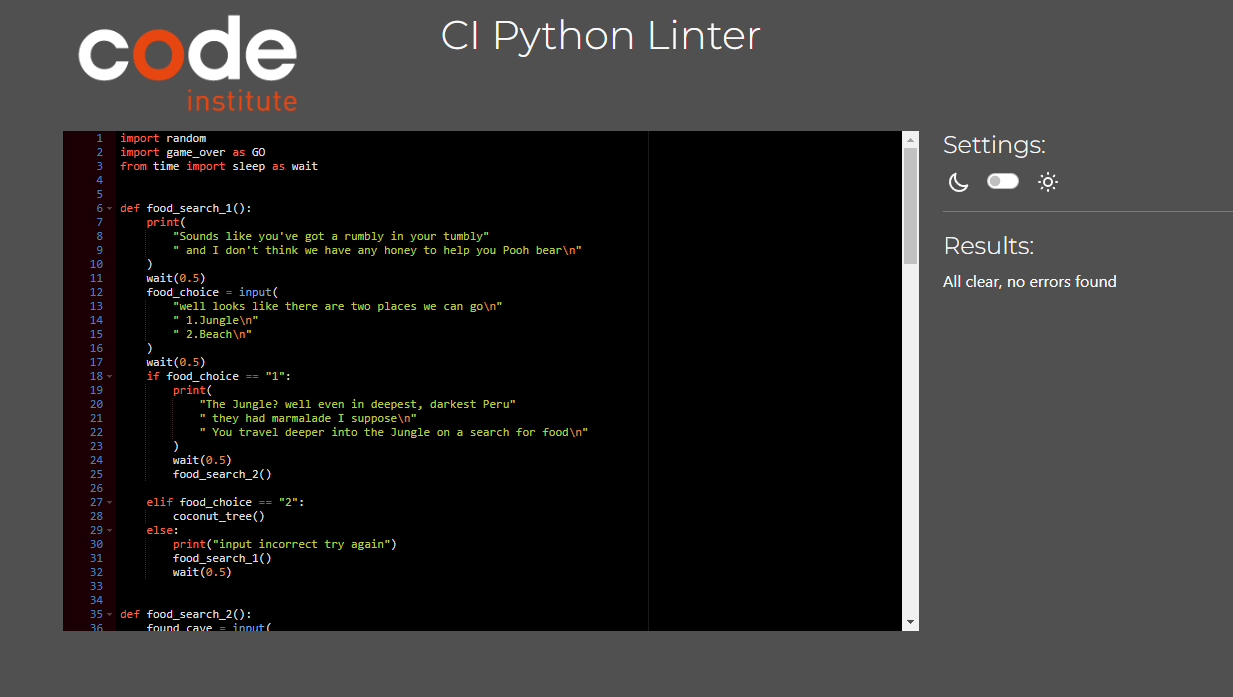 code
institute
CI Python Linter
1 import random
2 import game_over as GO
3 from time import sleep as wait
4
5
6 def food_search_1():
7     print(
8         "Sounds like you've got a rumbly in your tumbly"
9         " and I don't think we have any honey to help you Pooh bear\n"
10     )
11     wait(0.5)
12     food_choice = input(
13         "well looks like there are two places we can go\n"
14         " 1.Jungle\n"
15         " 2.Beach\n"
16     )
17     wait(0.5)
18     if food_choice == "1":
19         print(
20             "The Jungle? well even in deepest, darkest Peru"
21             " they had marmalade I suppose\n"
22             " You travel deeper into the Jungle on a search for food\n"
23         )
24         wait(0.5)
25         food_search_2()
26
27     elif food_choice == "2":
28         coconut_tree()
29     else:
30         print("input incorrect try again")
31         food_search_1()
32         wait(0.5)
33
34
35 def food_search_2():
36     found_cave = input(
Settings:
Results:
All clear, no errors found